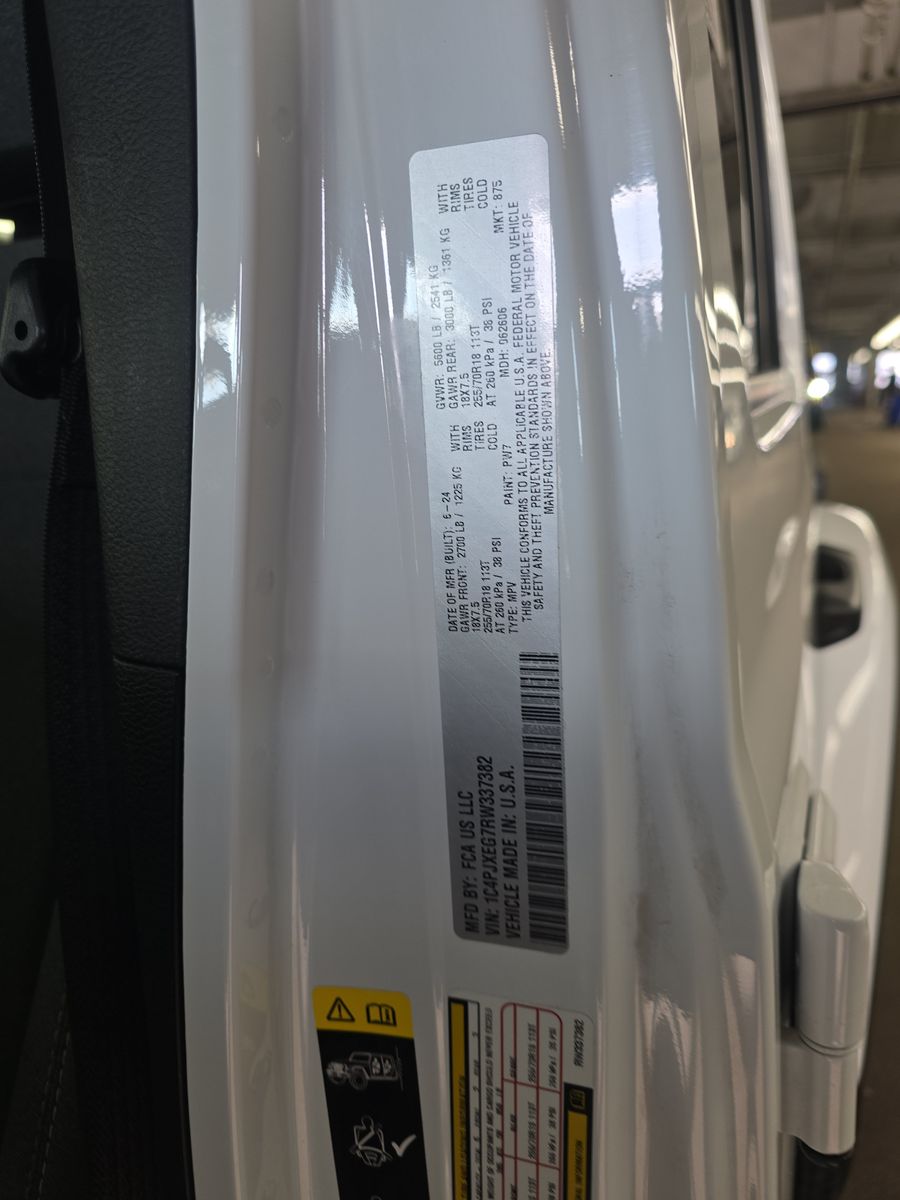 MFD BY: FCA US LLC
VIN: 1C4PJXEG7RW337382
VEHICLE MADE IN: U.S.A.
DATE OF MFR (BUILT): 6-24
GAWR FRONT: 2700 LB / 1225 KG WITH
18X7.5 RIMS
255/70R18 113T TIRES
AT 260 kPa / 38 PSI COLD
TYPE: MPV PAINT: PW7
GVWR: 5600 LB / 2541 KG
GAWR REAR: 3000 LB / 1361 KG WITH
18X7.5 RIMS
255/70R18 113T TIRES
AT 260 kPa / 38 PSI COLD
MDH: 062606 MKT: 875
THIS VEHICLE CONFORMS TO ALL APPLICABLE U.S.A. FEDERAL MOTOR VEHICLE
SAFETY AND THEFT PREVENTION STANDARDS IN EFFECT ON THE DATE OF
MANUFACTURE SHOWN ABOVE.
RW337382